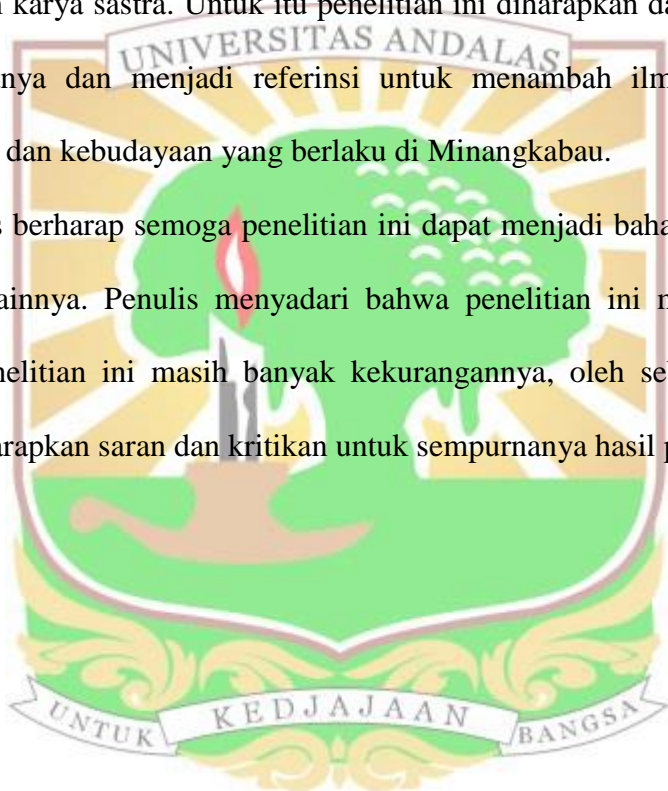 n karya sastra. Untuk itu penelitian ini diharapkan da
UNIVERSITAS ANDALAS
nya dan menjadi referinsi untuk menambah ilm
dan kebudayaan yang berlaku di Minangkabau.
s berharap semoga penelitian ini dapat menjadi baha
ainnya. Penulis menyadari bahwa penelitian ini
nelitian ini masih banyak kekurangannya, oleh se
arapkan saran dan kritikan untuk sempurnanya hasil p
UNTUK KEDJAJAAN BANGSA